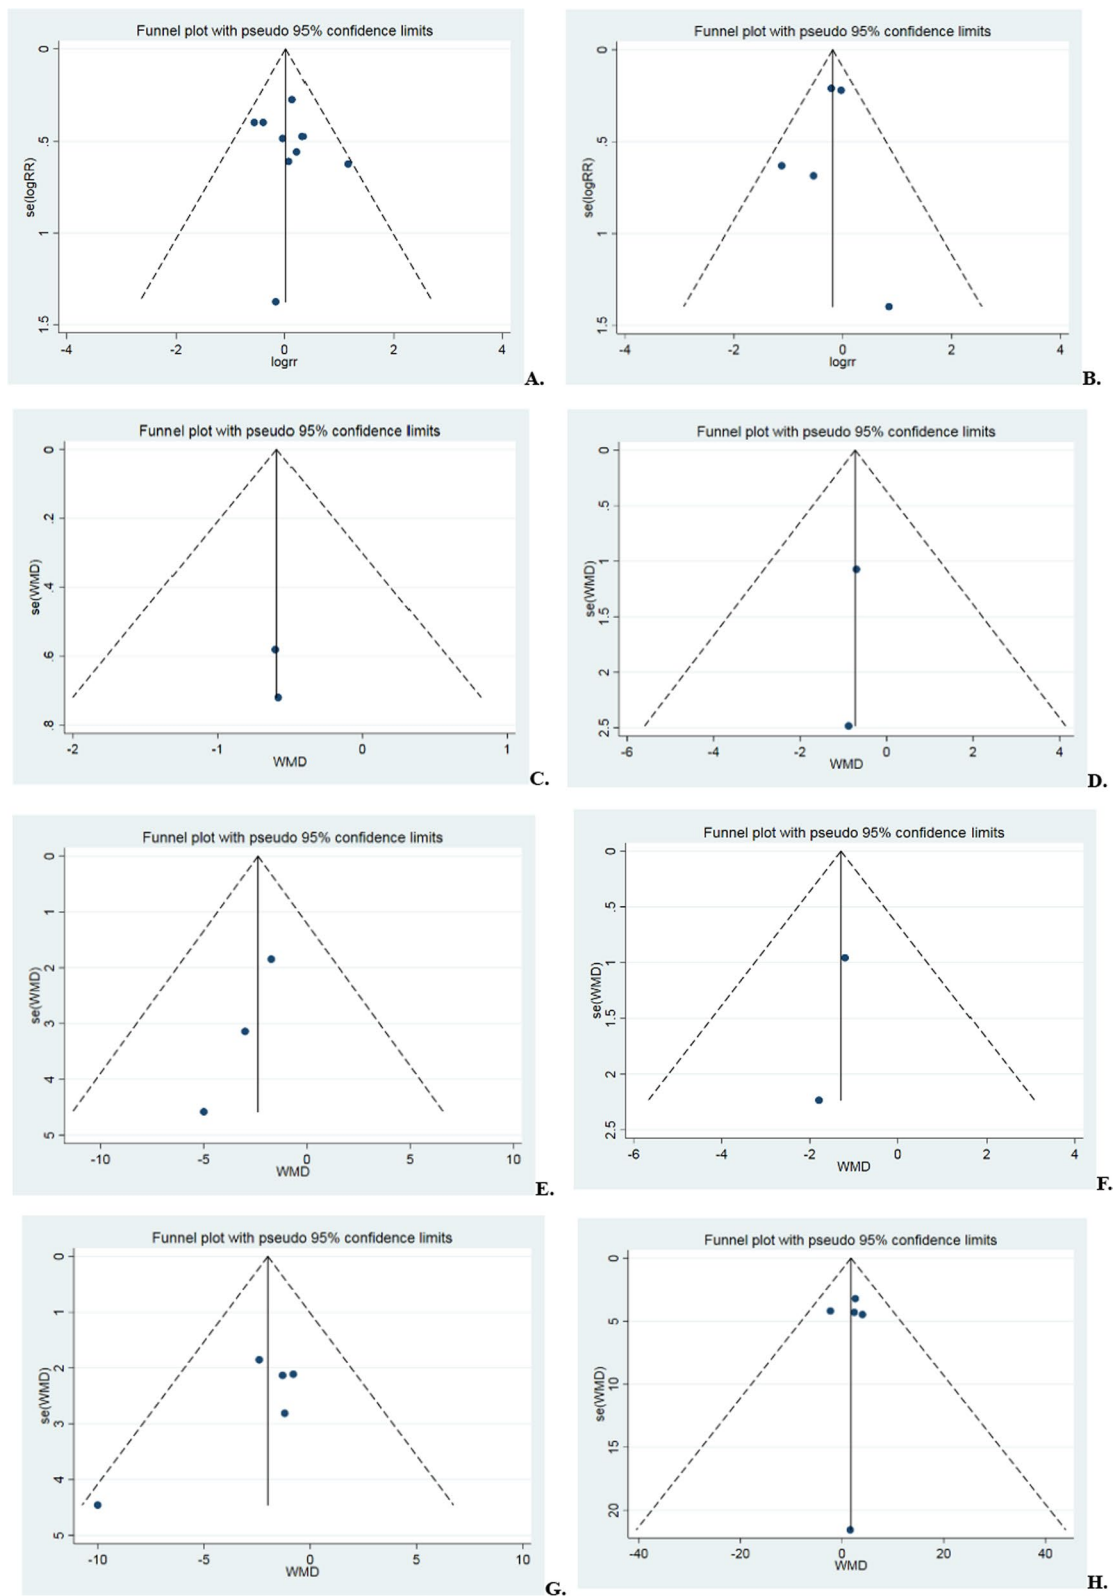 Funnel plot with pseudo 95% confidence limits
0
.5
1
1.5
se(logRR)
-4
-2
0
2
4
logrr
A.
Funnel plot with pseudo 95% confidence limits
0
.5
1
1.5
se(logRR)
-4
-2
0
2
4
logrr
B.
Funnel plot with pseudo 95% confidence limits
0
.2
.4
.6
.8
se(WMD)
-2
-1
0
1
WMD
C.
Funnel plot with pseudo 95% confidence limits
0
.5
1
1.5
2
2.5
se(WMD)
-6
-4
-2
0
2
4
WMD
D.
Funnel plot with pseudo 95% confidence limits
0
1
2
3
4
5
se(WMD)
-10
-5
0
5
10
WMD
E.
Funnel plot with pseudo 95% confidence limits
0
.5
1
1.5
2
2.5
se(WMD)
-6
-4
-2
0
2
4
WMD
F.
Funnel plot with pseudo 95% confidence limits
0
1
2
3
4
5
se(WMD)
-10
-5
0
5
10
WMD
G.
Funnel plot with pseudo 95% confidence limits
0
5
10
15
20
se(WMD)
-40
-20
0
20
40
WMD
H.